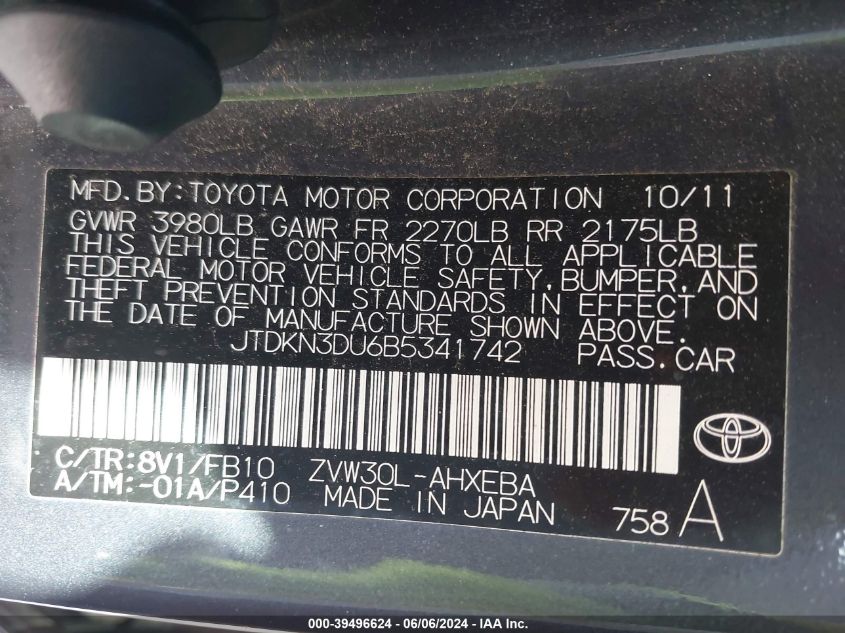 MFD.BY:TOYOTA MOTOR CORPORATION 10/11
GVWR 3980LB GAWR FR 2270LB RR 2175LB
THIS VEHICLE CONFORMS TO ALL APPLICABLE
FEDERAL MOTOR VEHICLE SAFETY,BUMPER,AND
THEFT PREVENTION STANDARDS IN EFFECT ON
THE DATE OF MANUFACTURE SHOWN ABOVE.
JTDKN3DU6B5341742 PASS.CAR
C/TR:8V1/FB10 ZVW30L-AHXEBA
A/TM:-01A/P410 MADE IN JAPAN 758 A
000-39496624 - 06/06/2024 - IAA Inc.